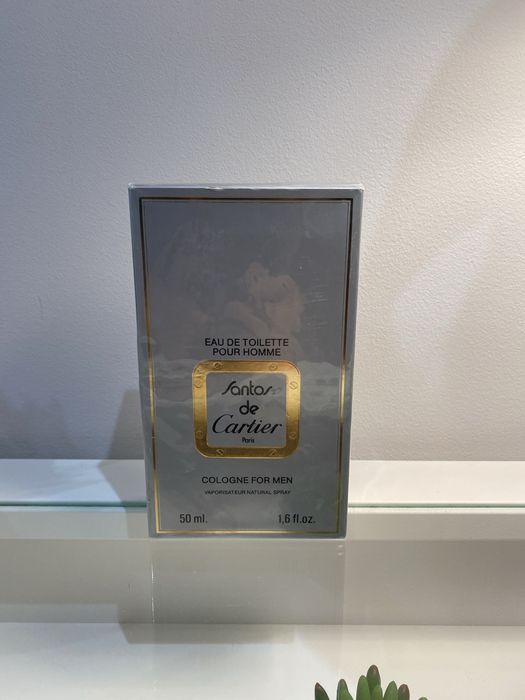 EAU DE TOILETTE
POUR HOMME
Santos
de
Cartier
Paris
COLOGNE FOR MEN
VAPORISATEUR NATURAL SPRAY
50 ml. 1,6 fl.oz.